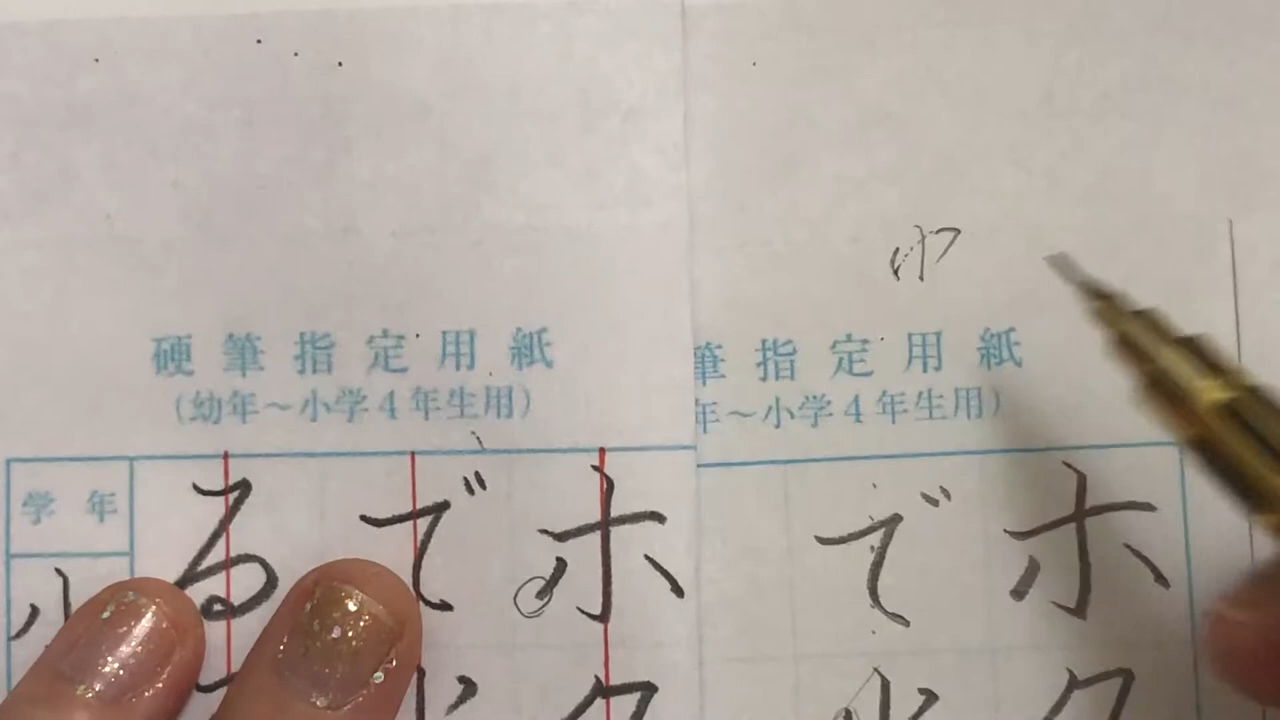 硬筆指定用紙
(幼年～小学4年生用)
筆指定用紙
年～小学4年生用)
学年
小
ホ
で
る
ホ
で